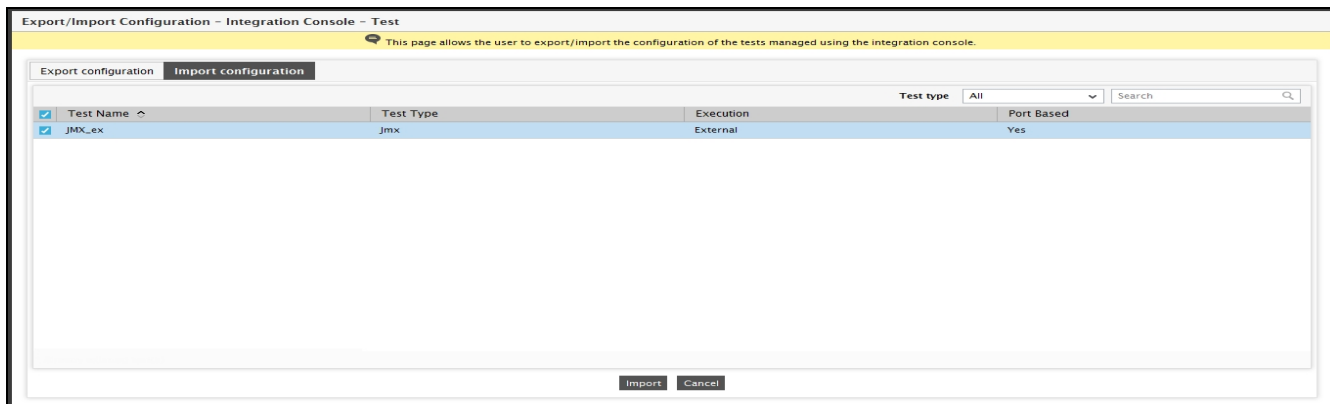 Export/Import Configuration - Integration Console - Test
This page allows the user to export/import the configuration of the tests managed using the integration console.
Export configuration Import configuration
Test type All Search
Test Name Test Type Execution Port Based
JMX_ex Jmx External Yes
Import Cancel